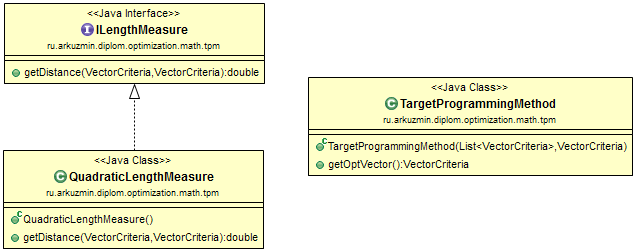 <<Java Interface>>
ILengthMeasure
ru.arkuzmin.diplom.optimization.math.tpm
getDistance(VectorCriteria,VectorCriteria):double
<<Java Class>>
QuadraticLengthMeasure
ru.arkuzmin.diplom.optimization.math.tpm
QuadraticLengthMeasure()
getDistance(VectorCriteria,VectorCriteria):double
<<Java Class>>
TargetProgrammingMethod
ru.arkuzmin.diplom.optimization.math.tpm
TargetProgrammingMethod(List<VectorCriteria>,VectorCriteria)
getOptVector():VectorCriteria